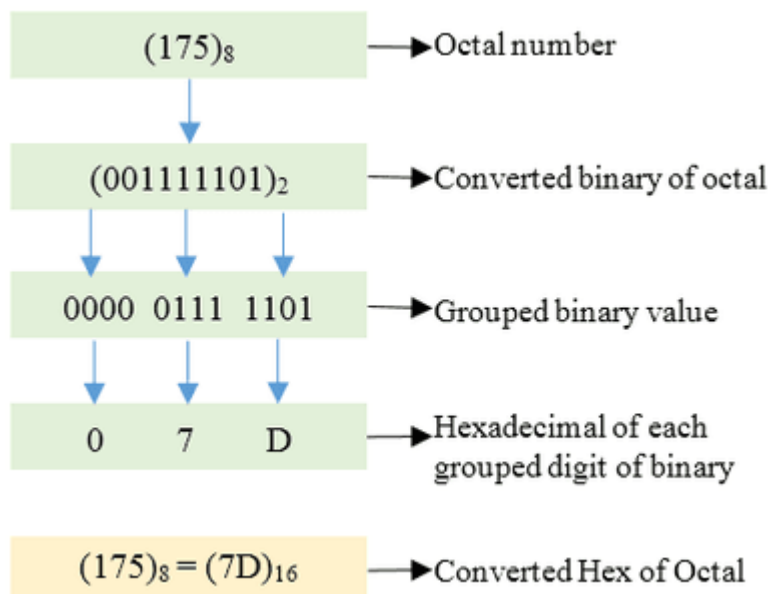 (175)₈ Octal number
(001111101)₂ Converted binary of octal
0000 0111 1101 Grouped binary value
0 7 D Hexadecimal of each
grouped digit of binary
(175)₈ = (7D)₁₆ Converted Hex of Octal